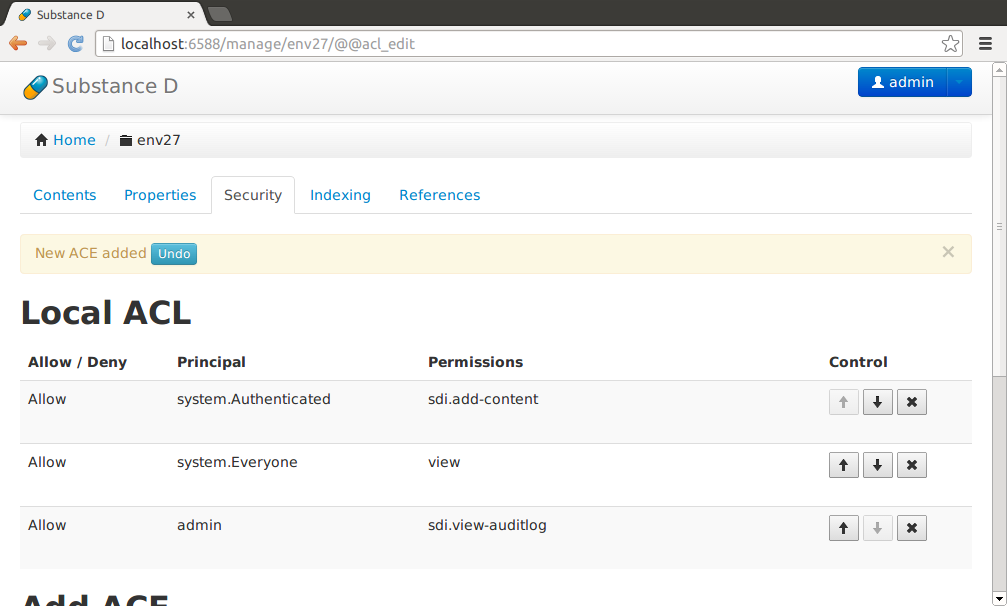 Substance D
localhost:6588/manage/env27/@@acl_edit
Substance D
admin
Home / env27
Contents Properties Security Indexing References
New ACE added Undo
Local ACL
Allow / Deny Principal Permissions Control
Allow system.Authenticated sdi.add-content
Allow system.Everyone view
Allow admin sdi.view-auditlog
Add ACE